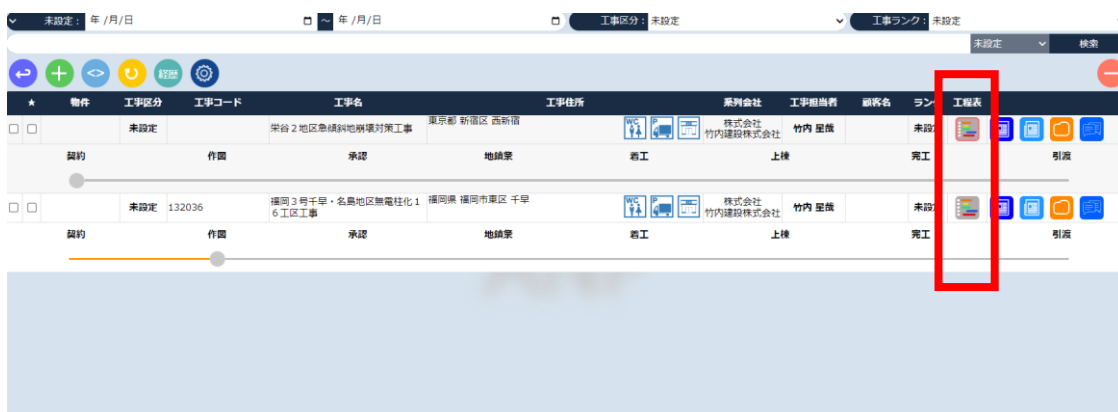 未設定： 年 /月/日 ～ 年 /月/日 工事区分： 未設定 工事ランク： 未設定
未設定 検索
★ 物件 工事区分 工事コード 工事名 工事住所 系列会社 工事担当者 顧客名 ラン 工程表
未設定 栄谷２地区急傾斜地崩壊対策工事 東京都 新宿区 西新宿 WC P 株式会社 竹内 星哉 未設
竹内建設株式会社
契約 作図 承認 地鎮祭 着工 上棟 完工 引渡
未設定 132036 福岡３号千早・名島地区無電柱化１ 福岡県 福岡市東区 千早 WC P 株式会社 竹内 星哉 未設
６工区工事 竹内建設株式会社
契約 作図 承認 地鎮祭 着工 上棟 完工 引渡